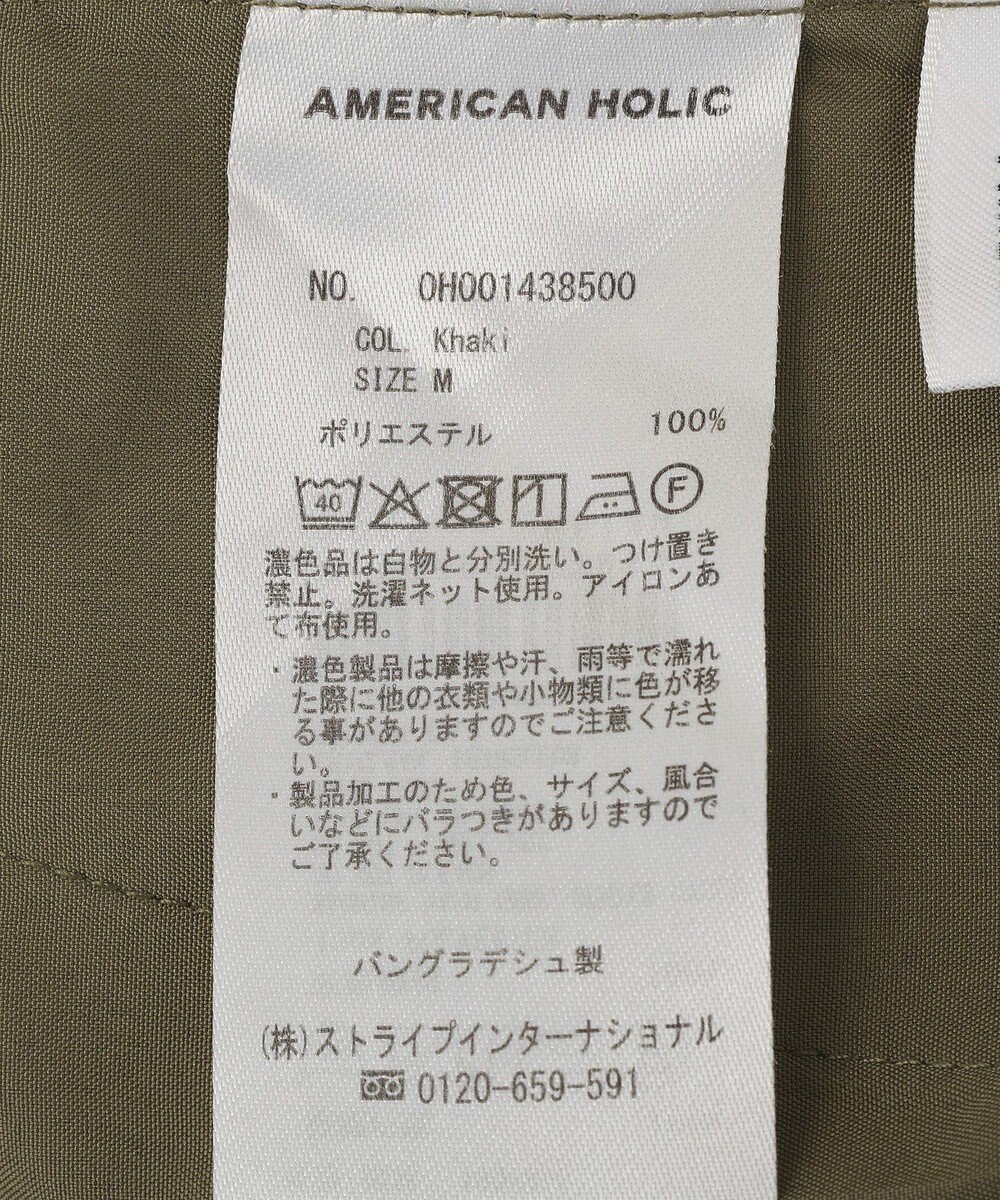 AMERICAN HOLIC
NO. 0H001438500
COL. Khaki
SIZE M
ポリエステル 100%
40 F
濃色品は白物と分別洗い。つけ置き
禁止。洗濯ネット使用。アイロンあ
て布使用。
・濃色製品は摩擦や汗、雨等で濡れ
た際に他の衣類や小物類に色が移
る事がありますのでご注意くださ
い。
・製品加工のため色、サイズ、風合
いなどにバラつきがありますので
ご了承ください。
バングラデシュ製
(株)ストライプインターナショナル
0120-659-591